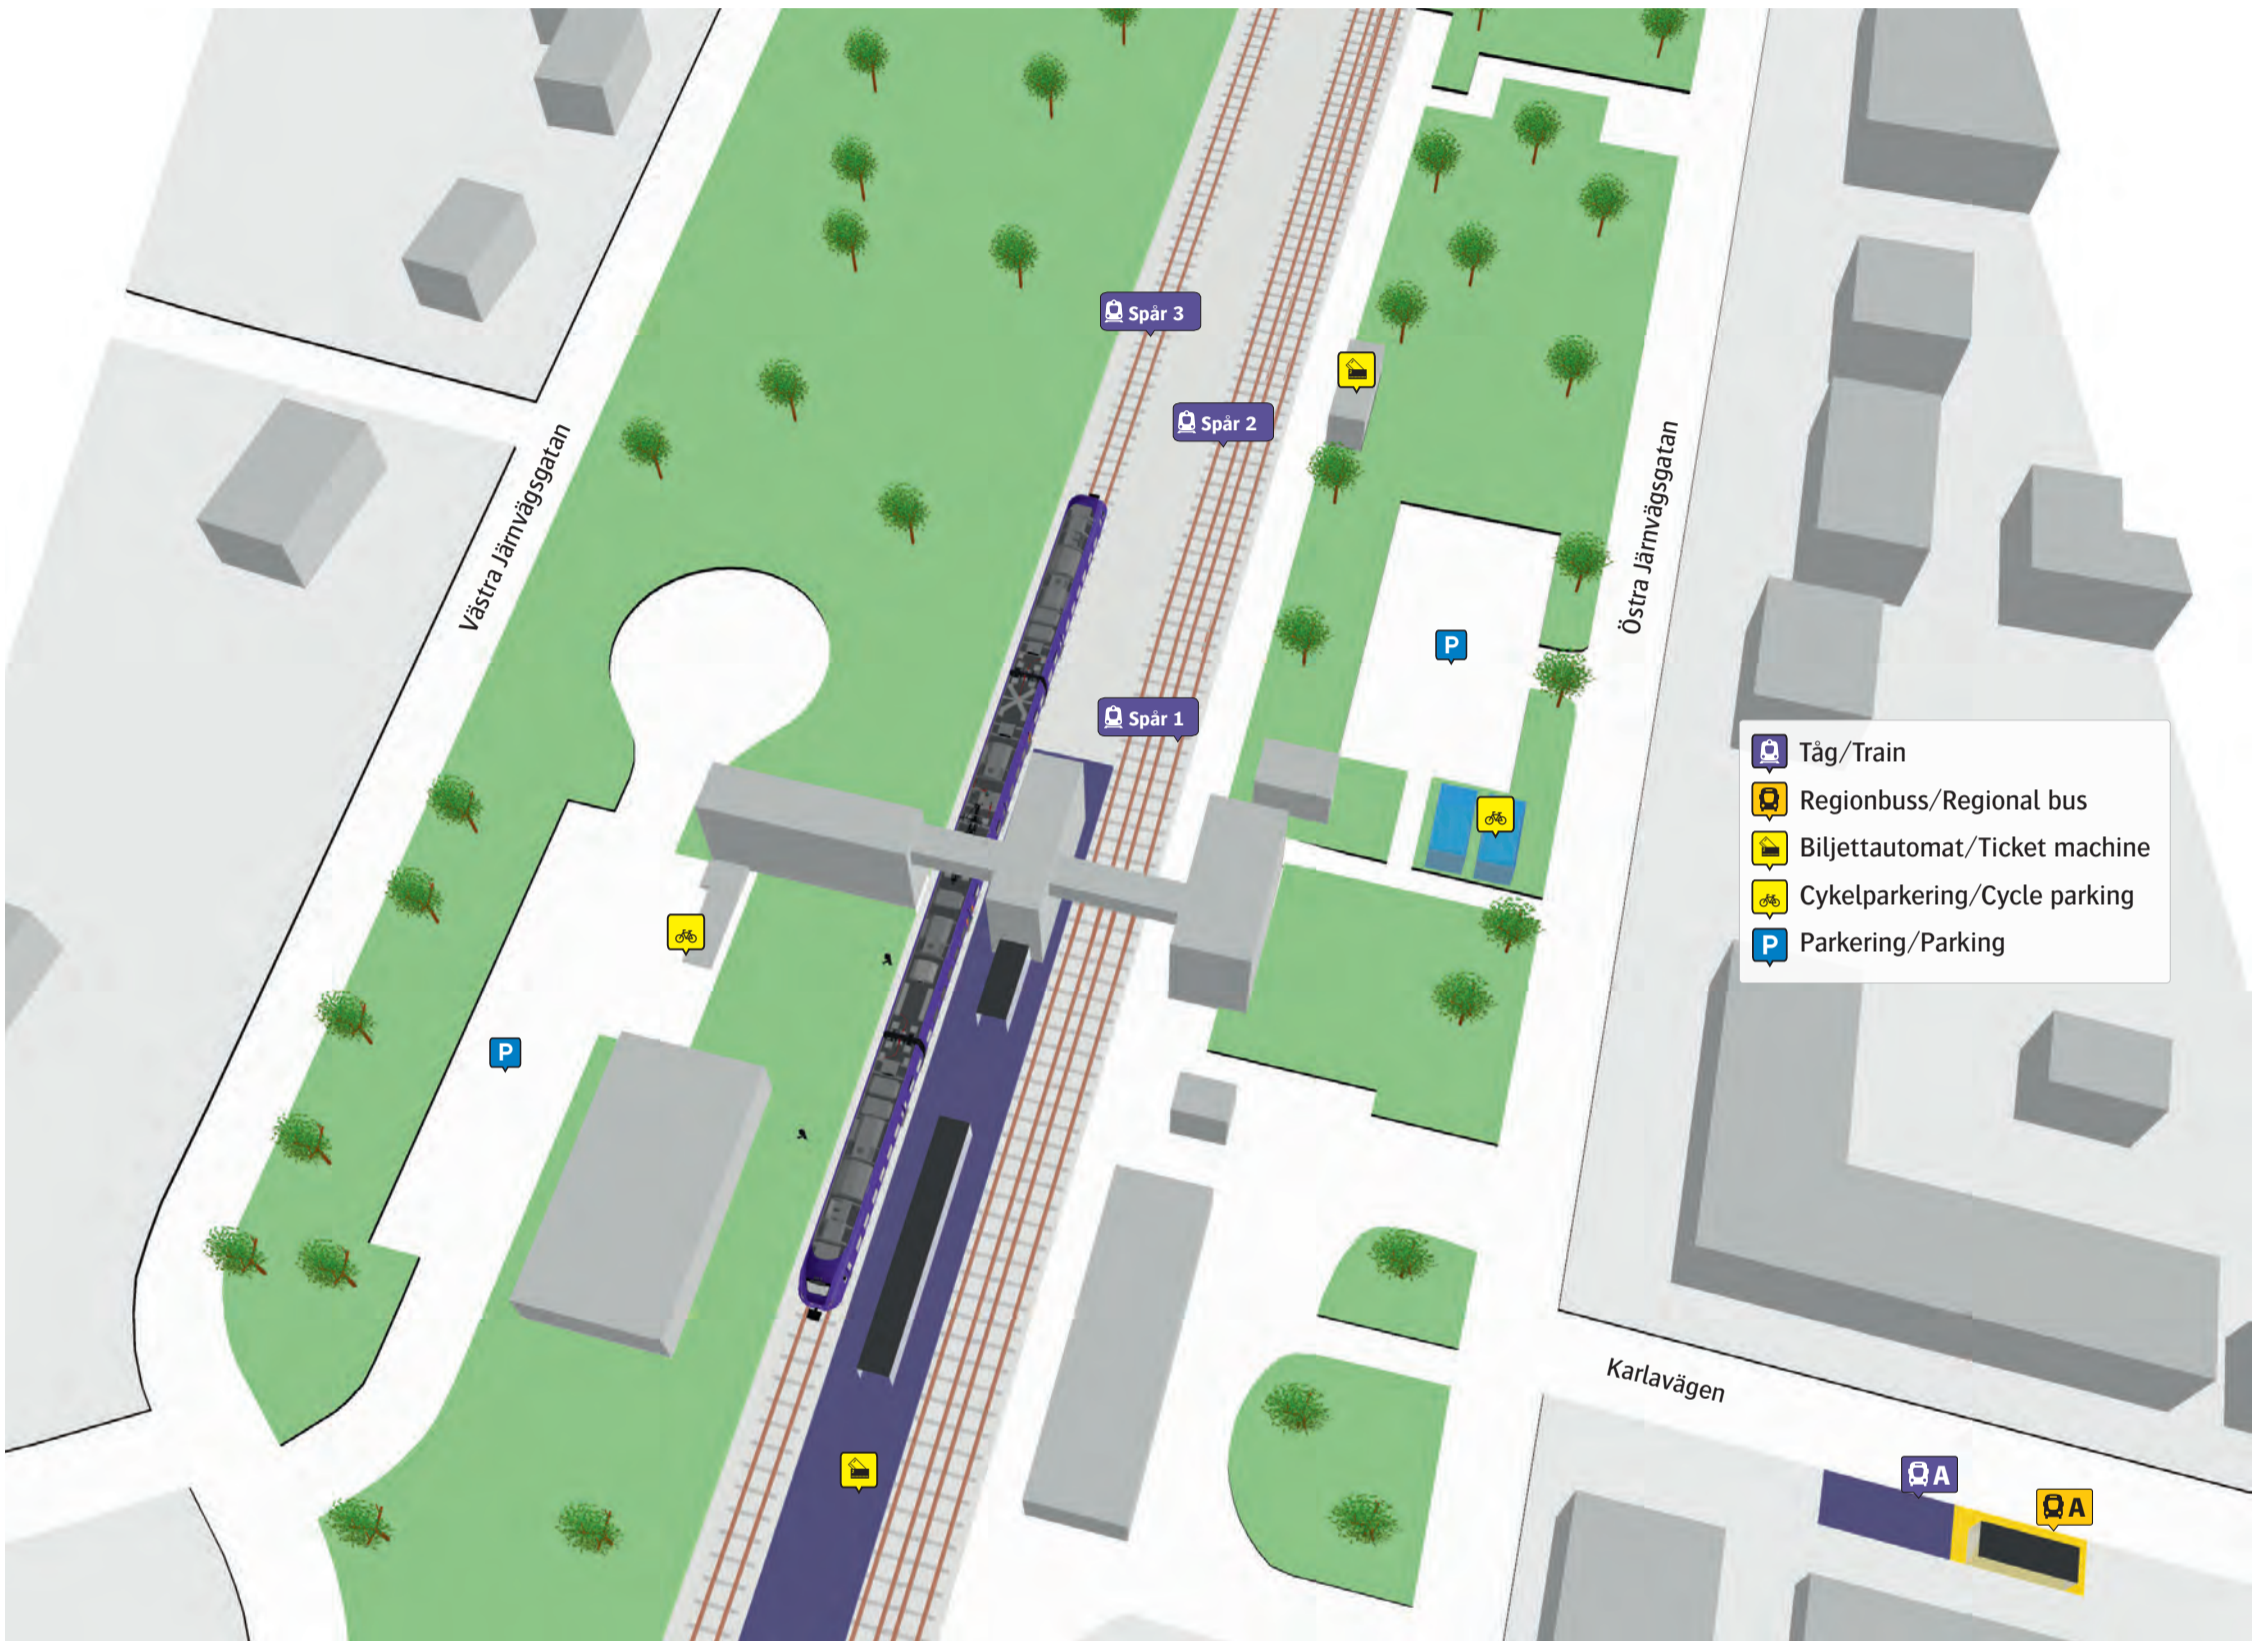 Spår 3
Spår 2
Västra Järnvägsgatan
Östra Järnvägsgatan
P
Spår 1
Tåg/Train
Regionbuss/Regional bus
Biljettautomat/Ticket machine
Cykelparkering/Cycle parking
P Parkering/Parking
P
Karlavägen
A
A